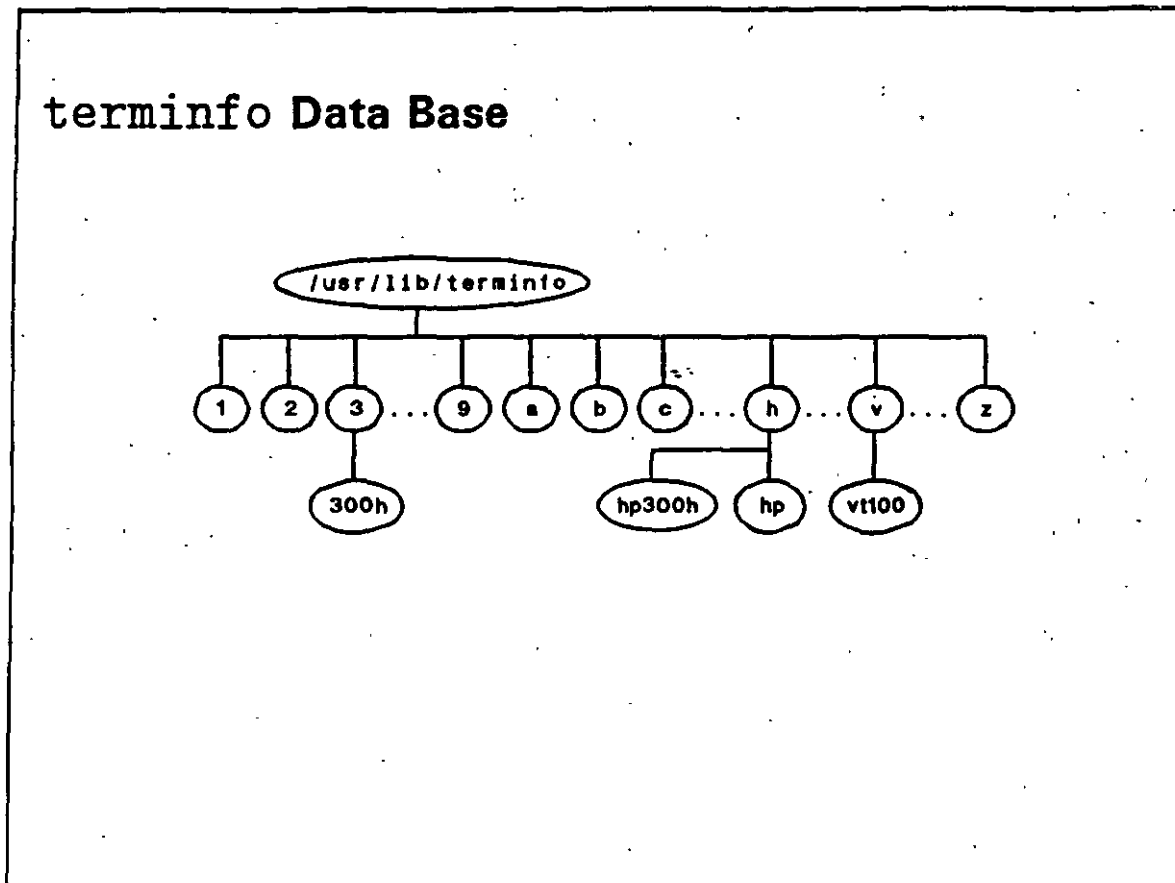 terminfo Data Base
/usr/lib/terminfo
1 2 3 ... 9 a b c ... h ... v ... z
300h hp300h hp vt100